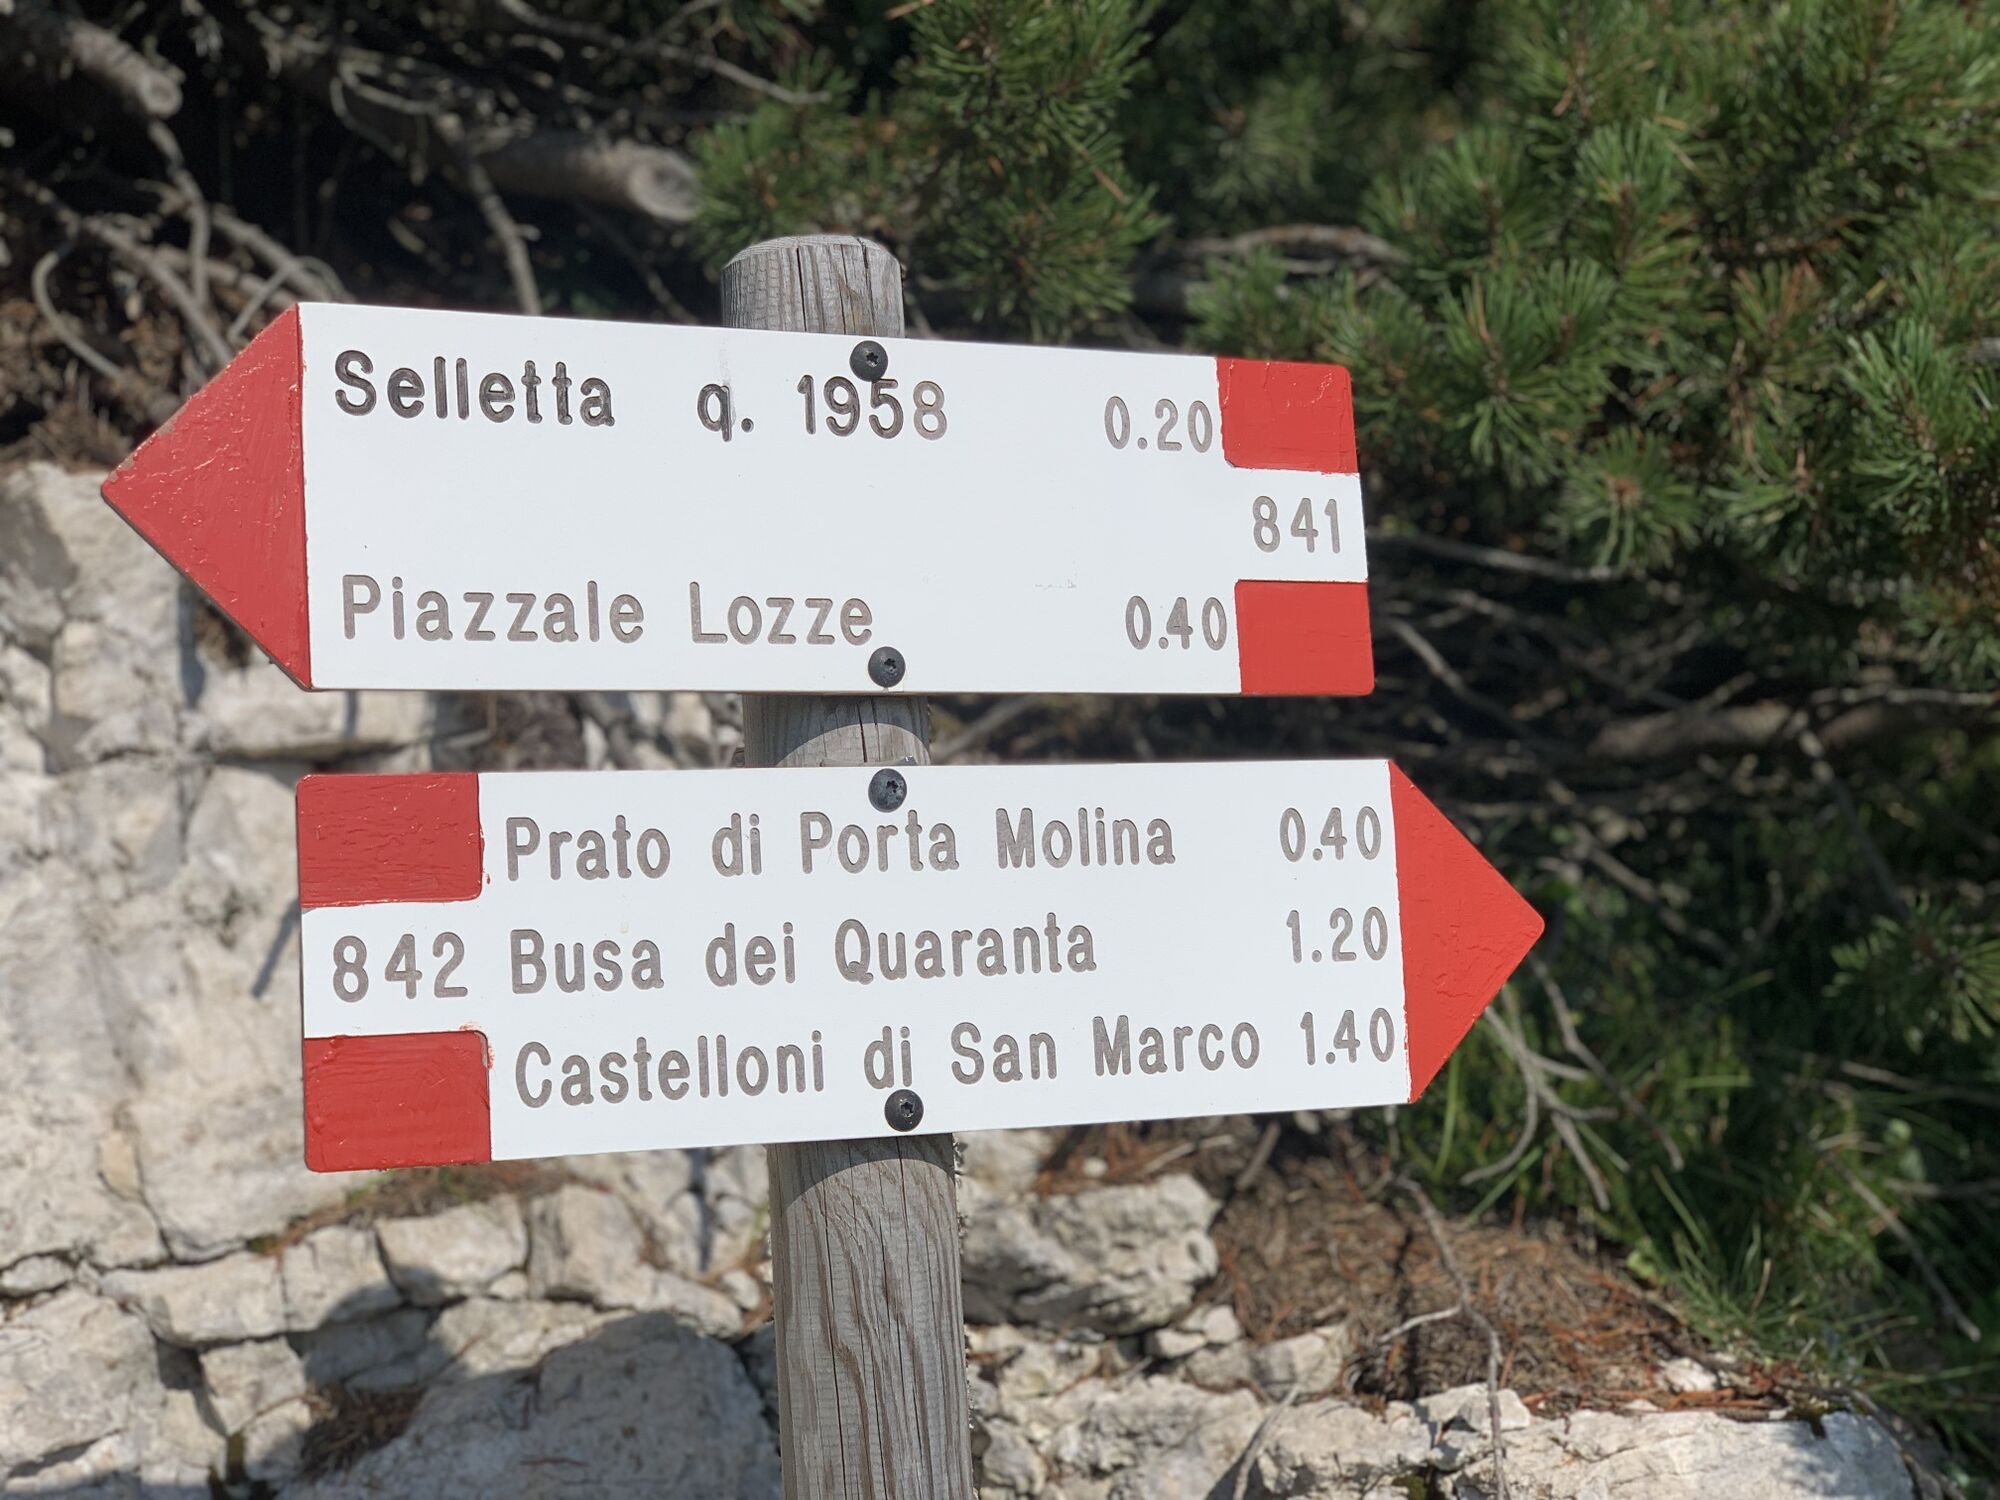 Selletta q. 1958 0.20
841
Piazzale Lozze 0.40
Prato di Porta Molina 0.40
842 Busa dei Quaranta 1.20
Castelloni di San Marco 1.40